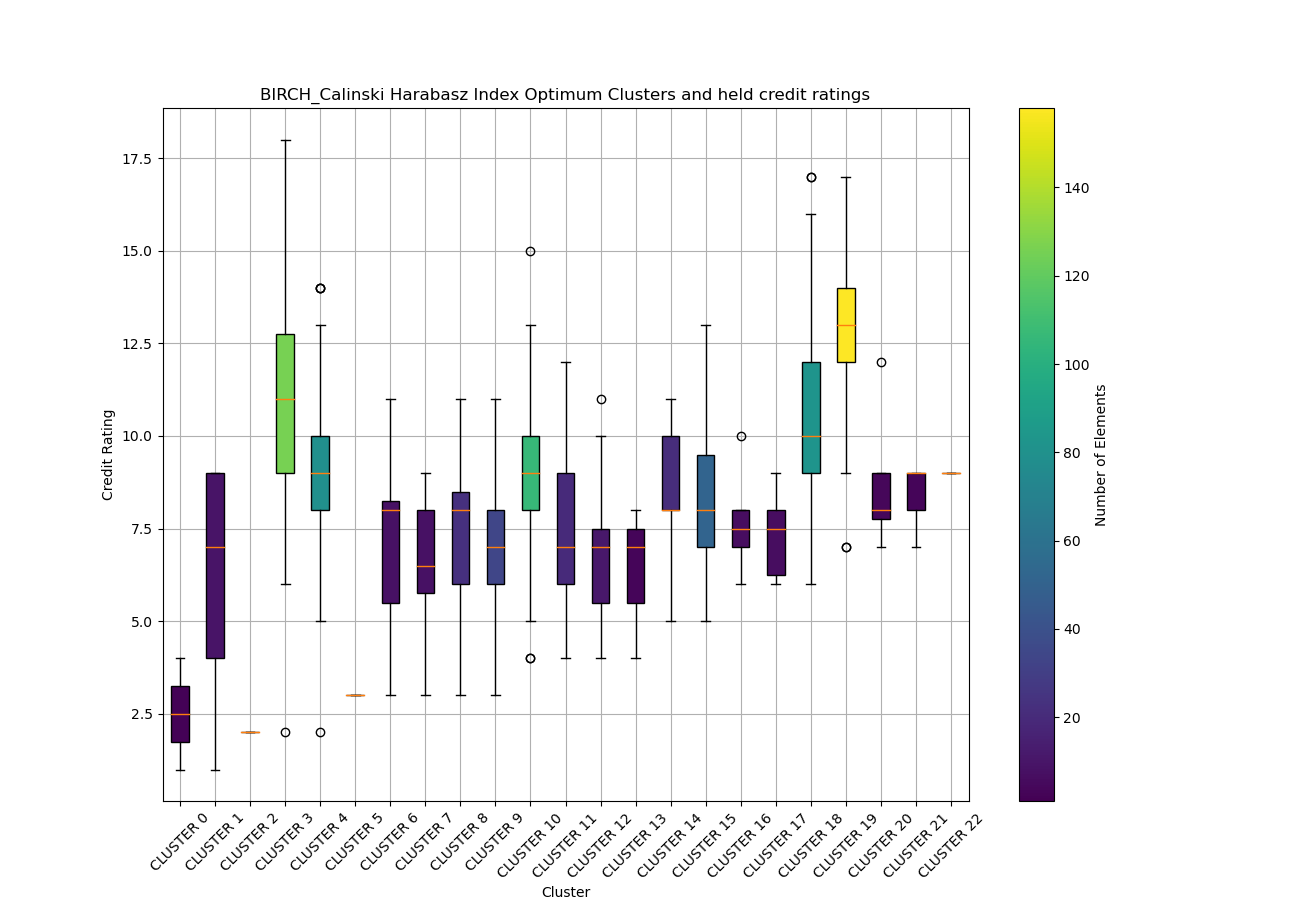 BIRCH_Calinski Harabasz Index Optimum Clusters and held credit ratings
Credit Rating
17.5
15.0
12.5
10.0
7.5
5.0
2.5
CLUSTER 0
CLUSTER 1
CLUSTER 2
CLUSTER 3
CLUSTER 4
CLUSTER 5
CLUSTER 6
CLUSTER 7
CLUSTER 8
CLUSTER 9
CLUSTER 10
CLUSTER 11
CLUSTER 12
CLUSTER 13
CLUSTER 14
CLUSTER 15
CLUSTER 16
CLUSTER 17
CLUSTER 18
CLUSTER 19
CLUSTER 20
CLUSTER 21
CLUSTER 22
Cluster
140
120
100
80
60
40
20
Number of Elements